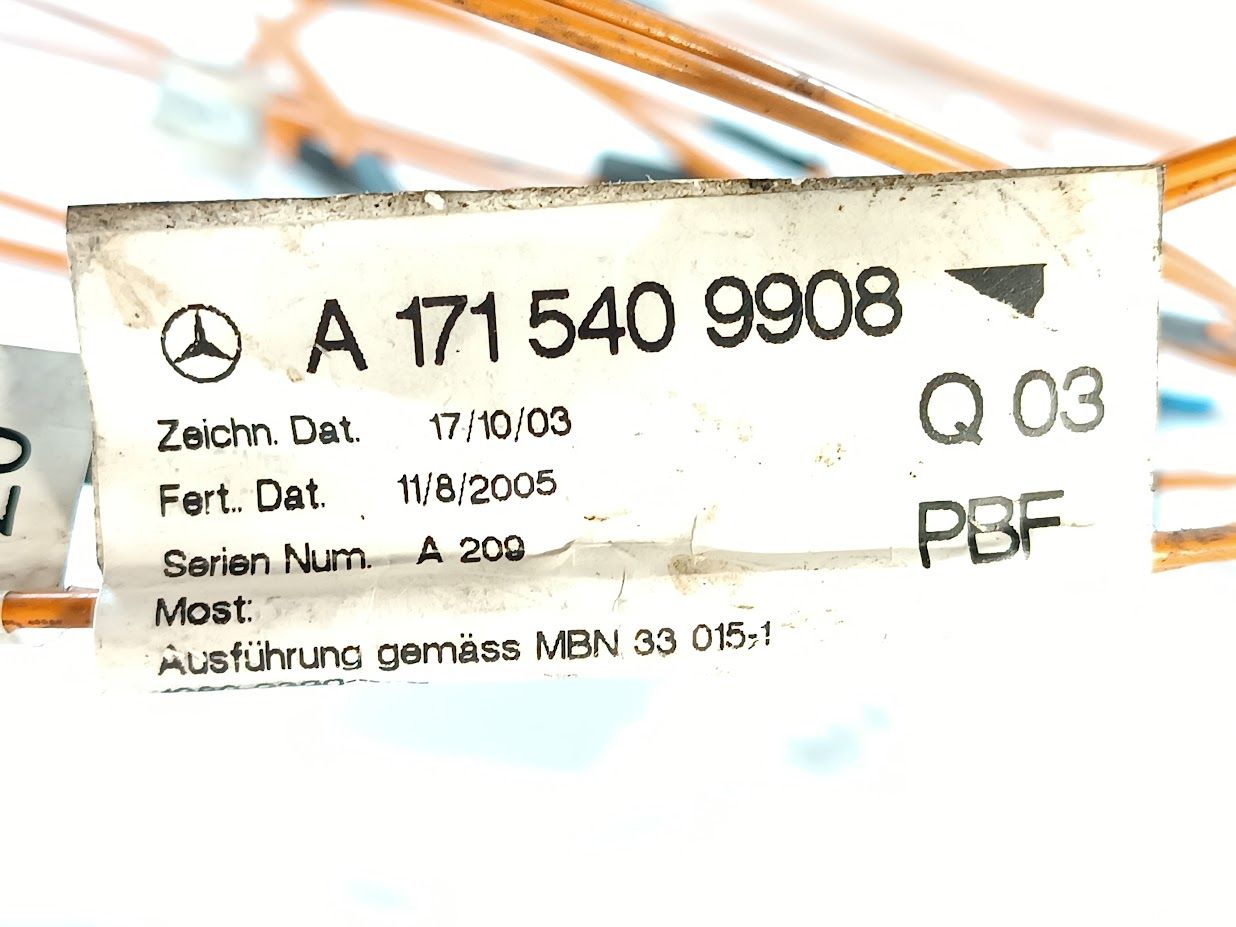 A 171 540 9908
Q 03
Zeichn. Dat. 17/10/03
Fert.. Dat. 11/8/2005
PBF
Serien Num. A 209
Most:
Ausführung gemäss MBN 33 015-1